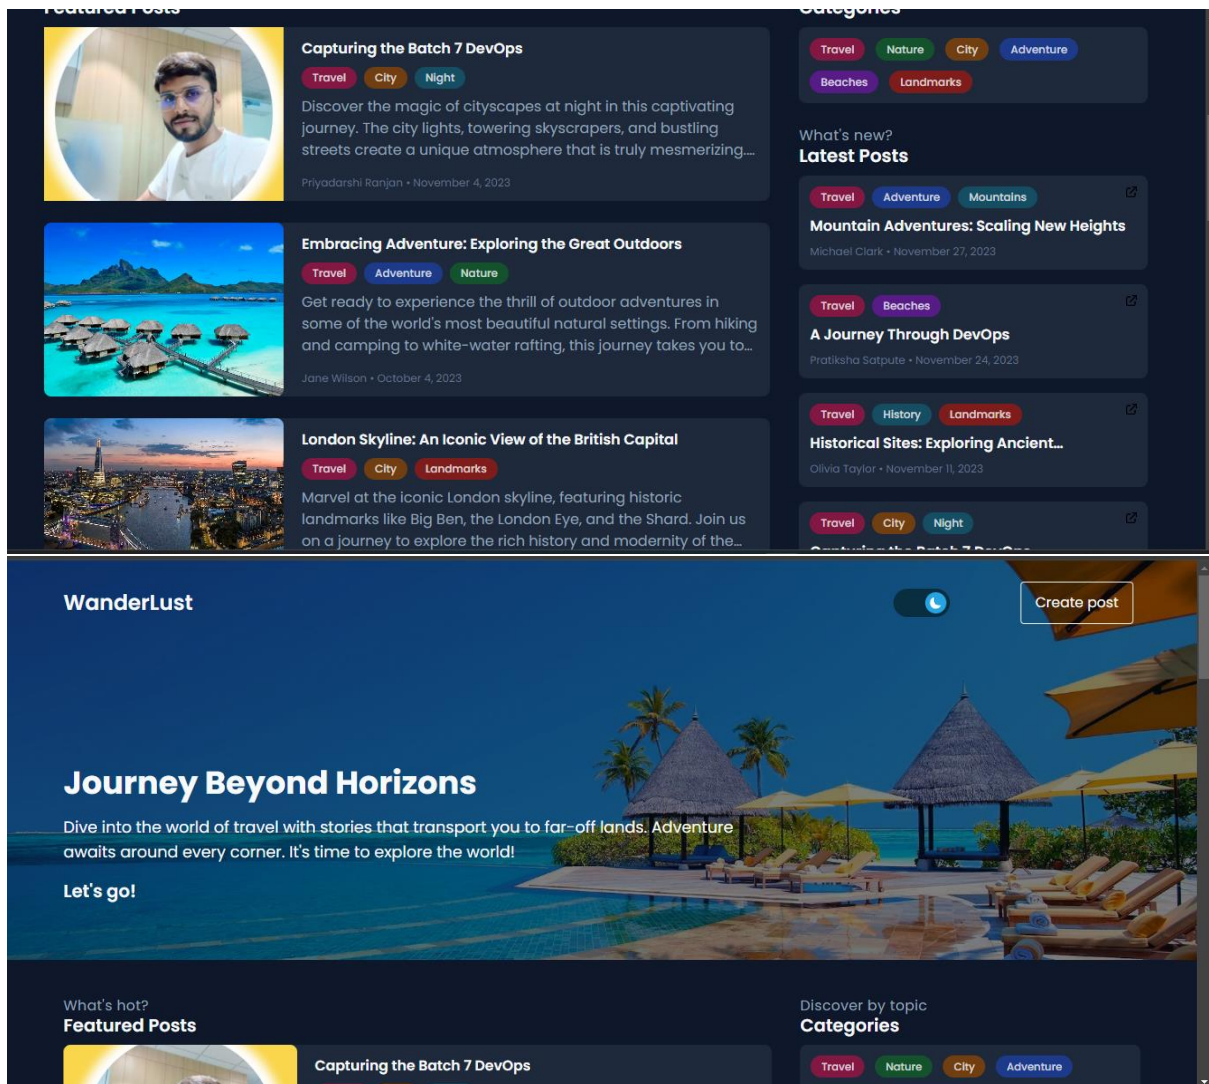 Featured Posts
Capturing the Batch 7 DevOps
Travel City Night
Discover the magic of cityscapes at night in this captivating
journey. The city lights, towering skyscrapers, and bustling
streets create a unique atmosphere that is truly mesmerizing....
Priyadarshi Ranjan • November 4, 2023
Embracing Adventure: Exploring the Great Outdoors
Travel Adventure Nature
Get ready to experience the thrill of outdoor adventures in
some of the world's most beautiful natural settings. From hiking
and camping to white-water rafting, this journey takes you to...
Jane Wilson • October 4, 2023
London Skyline: An Iconic View of the British Capital
Travel City Landmarks
Marvel at the iconic London skyline, featuring historic
landmarks like Big Ben, the London Eye, and the Shard. Join us
on a journey to explore the rich history and modernity of the...
Categories
Travel Nature City Adventure
Beaches Landmarks
What's new?
Latest Posts
Travel Adventure Mountains
Mountain Adventures: Scaling New Heights
Michael Clark • November 27, 2023
Travel Beaches
A Journey Through DevOps
Pratiksha Satpute • November 24, 2023
Travel History Landmarks
Historical Sites: Exploring Ancient...
Olivia Taylor • November 11, 2023
Travel City Night
Capturing the Batch 7 DevOps
WanderLust
Create post
Journey Beyond Horizons
Dive into the world of travel with stories that transport you to far-off lands. Adventure
awaits around every corner. It's time to explore the world!
Let's go!
What's hot?
Featured Posts
Capturing the Batch 7 DevOps
Discover by topic
Categories
Travel Nature City Adventure